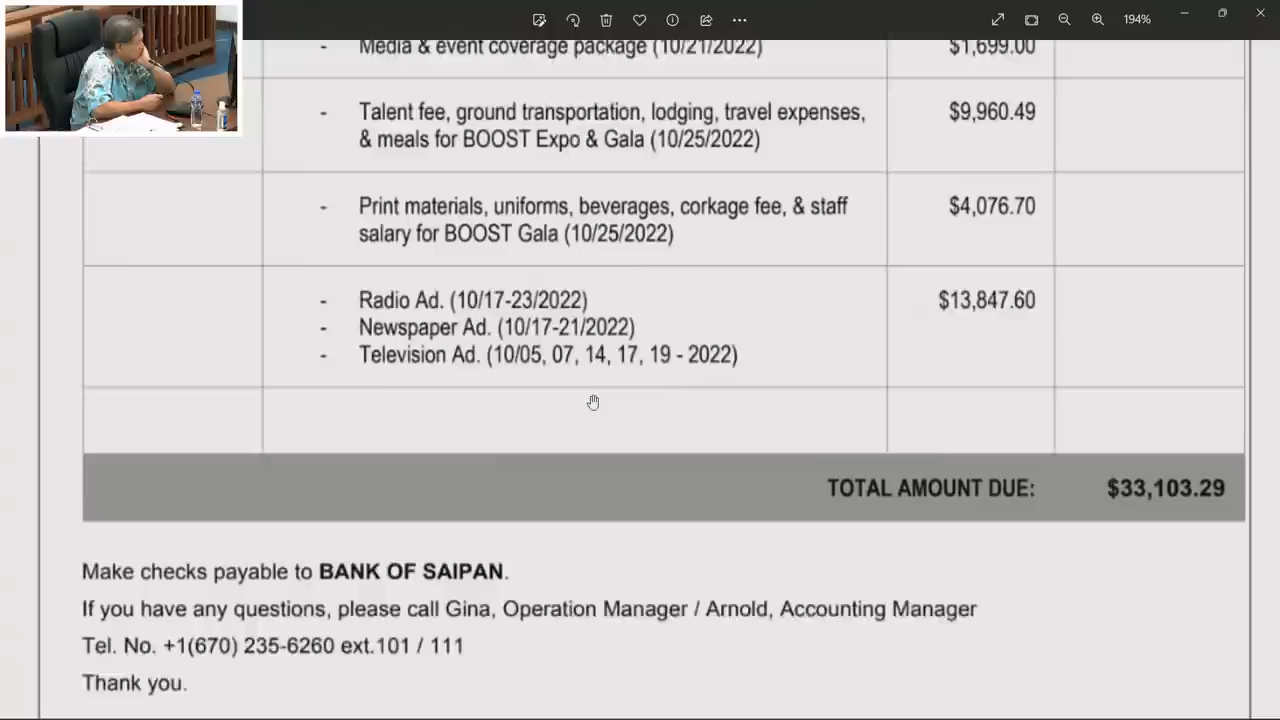 194%
- Media & event coverage package (10/21/2022) $1,699.00
- Talent fee, ground transportation, lodging, travel expenses, $9,960.49
& meals for BOOST Expo & Gala (10/25/2022)
- Print materials, uniforms, beverages, corkage fee, & staff $4,076.70
salary for BOOST Gala (10/25/2022)
- Radio Ad. (10/17-23/2022) $13,847.60
- Newspaper Ad. (10/17-21/2022)
- Television Ad. (10/05, 07, 14, 17, 19 - 2022)
TOTAL AMOUNT DUE: $33,103.29
Make checks payable to BANK OF SAIPAN.
If you have any questions, please call Gina, Operation Manager / Arnold, Accounting Manager
Tel. No. +1(670) 235-6260 ext.101 / 111
Thank you.